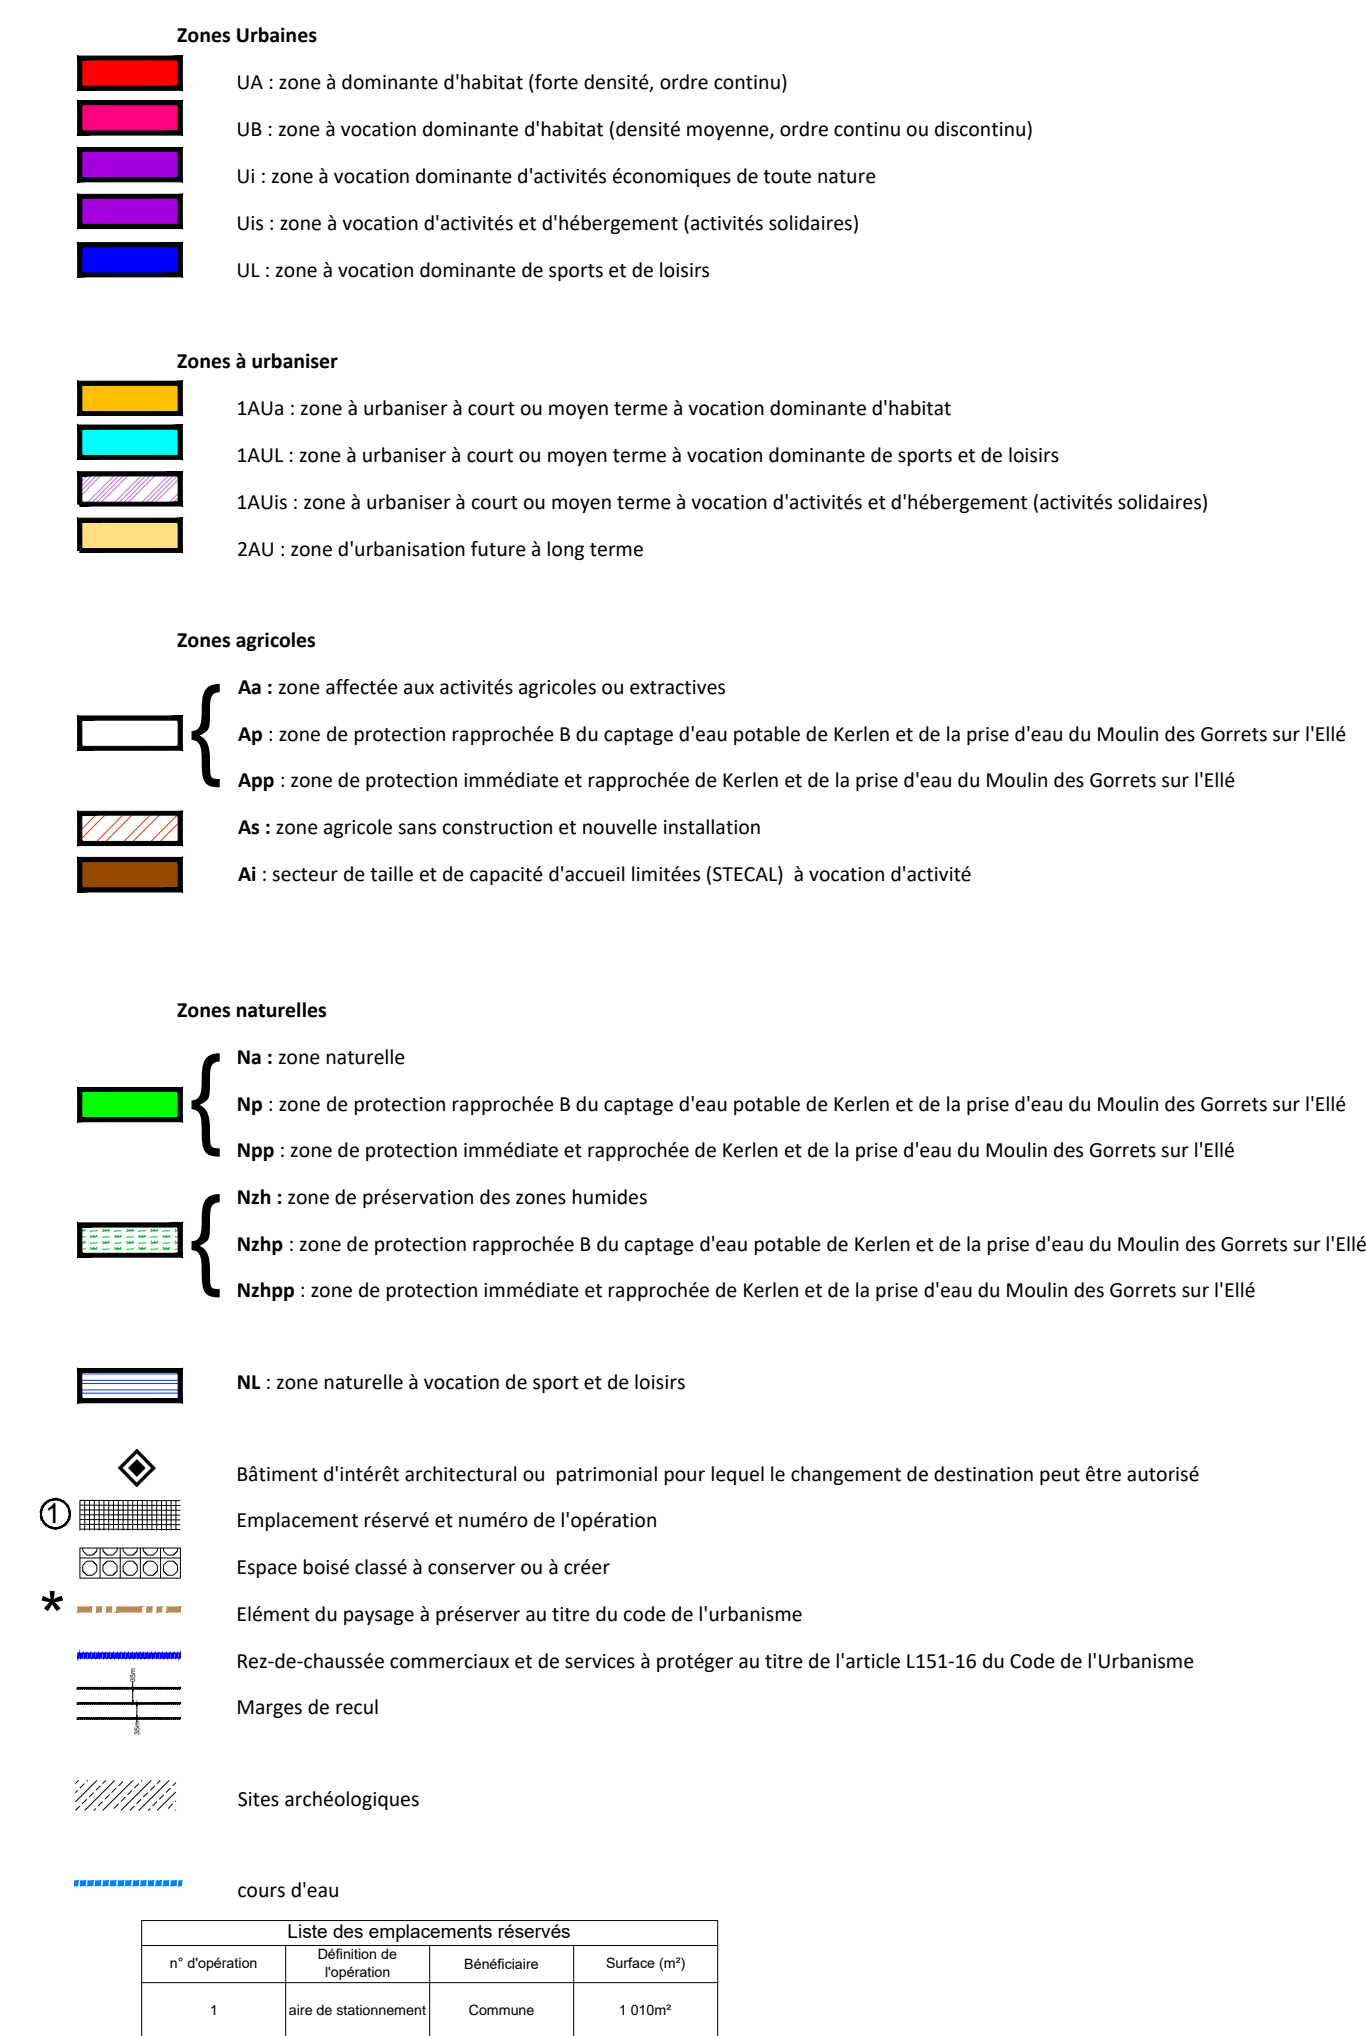 Zones Urbaines
UA : zone à dominante d'habitat (forte densité, ordre continu)
UB : zone à vocation dominante d'habitat (densité moyenne, ordre continu ou discontinu)
Ui : zone à vocation dominante d'activités économiques de toute nature
Uis : zone à vocation d'activités et d'hébergement (activités solidaires)
UL : zone à vocation dominante de sports et de loisirs
Zones à urbaniser
1AUa : zone à urbaniser à court ou moyen terme à vocation dominante d'habitat
1AUL : zone à urbaniser à court ou moyen terme à vocation dominante de sports et de loisirs
1AUis : zone à urbaniser à court ou moyen terme à vocation d'activités et d'hébergement (activités solidaires)
2AU : zone d'urbanisation future à long terme
Zones agricoles
Aa : zone affectée aux activités agricoles ou extractives
Ap : zone de protection rapprochée B du captage d'eau potable de Kerlen et de la prise d'eau du Moulin des Gorrets sur l'Ellé
App : zone de protection immédiate et rapprochée de Kerlen et de la prise d'eau du Moulin des Gorrets sur l'Ellé
As : zone agricole sans construction et nouvelle installation
Ai : secteur de taille et de capacité d'accueil limitées (STECAL) à vocation d'activité
Zones naturelles
Na : zone naturelle
Np : zone de protection rapprochée B du captage d'eau potable de Kerlen et de la prise d'eau du Moulin des Gorrets sur l'Ellé
Npp : zone de protection immédiate et rapprochée de Kerlen et de la prise d'eau du Moulin des Gorrets sur l'Ellé
Nzh : zone de préservation des zones humides
Nzhp : zone de protection rapprochée B du captage d'eau potable de Kerlen et de la prise d'eau du Moulin des Gorrets sur l'Ellé
Nzhpp : zone de protection immédiate et rapprochée de Kerlen et de la prise d'eau du Moulin des Gorrets sur l'Ellé
NL : zone naturelle à vocation de sport et de loisirs
Bâtiment d'intérêt architectural ou patrimonial pour lequel le changement de destination peut être autorisé
1 Emplacement réservé et numéro de l'opération
Espace boisé classé à conserver ou à créer
* Elément du paysage à préserver au titre du code de l'urbanisme
Rez-de-chaussée commerciaux et de services à protéger au titre de l'article L151-16 du Code de l'Urbanisme
35m
Marges de recul
35m
Sites archéologiques
cours d'eau
Liste des emplacements réservés
n° d'opération Définition de l'opération Bénéficiaire Surface (m²)
1 aire de stationnement Commune 1 010m²